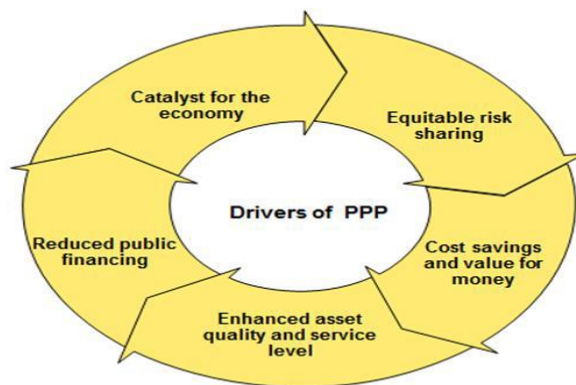 Catalyst for the
economy
Equitable risk
sharing
Drivers of PPP
Reduced public
financing
Cost savings
and value for
money
Enhanced asset
quality and service
level